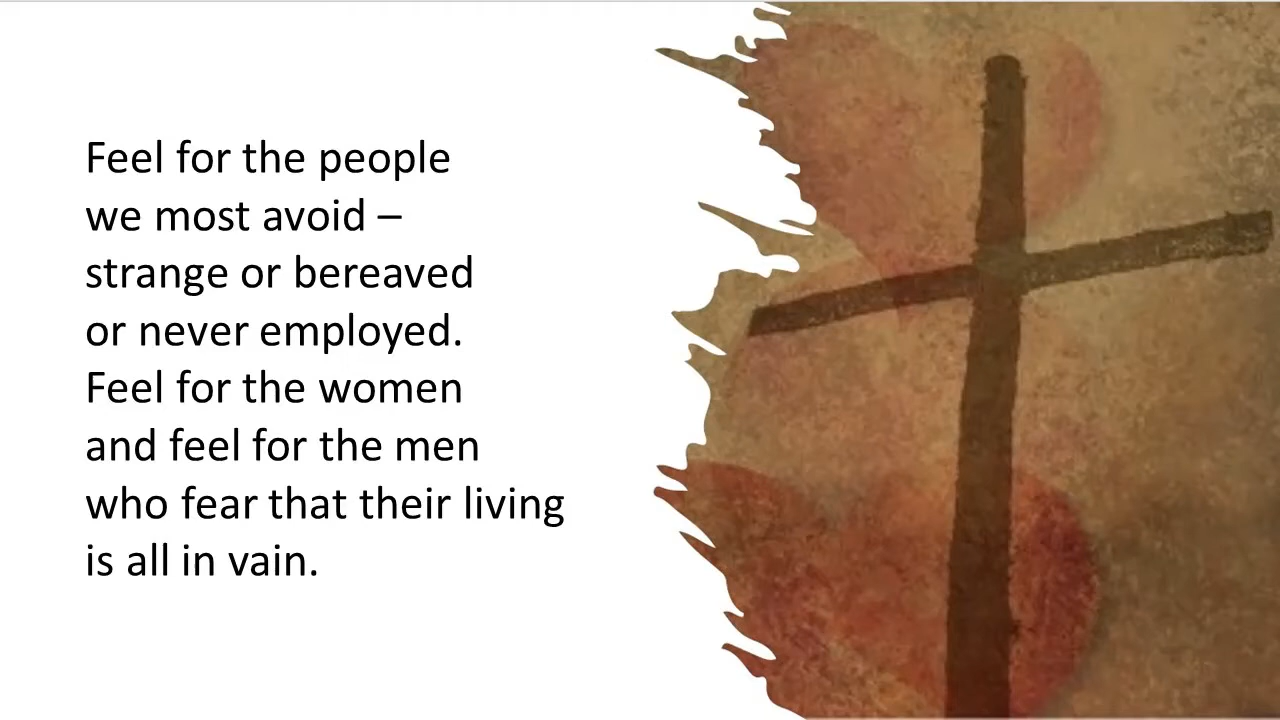 Feel for the people
we most avoid –
strange or bereaved
or never employed.
Feel for the women
and feel for the men
who fear that their living
is all in vain.